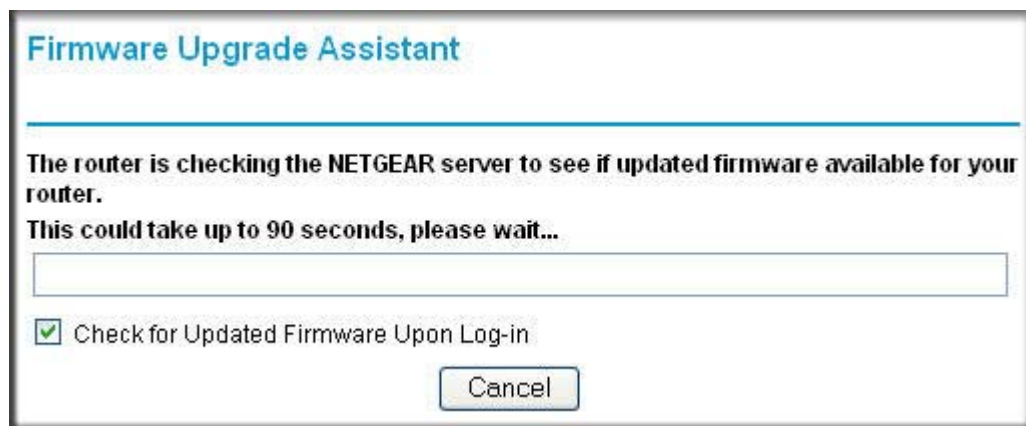 Firmware Upgrade Assistant
The router is checking the NETGEAR server to see if updated firmware available for your
router.
This could take up to 90 seconds, please wait...
Check for Updated Firmware Upon Log-in
Cancel